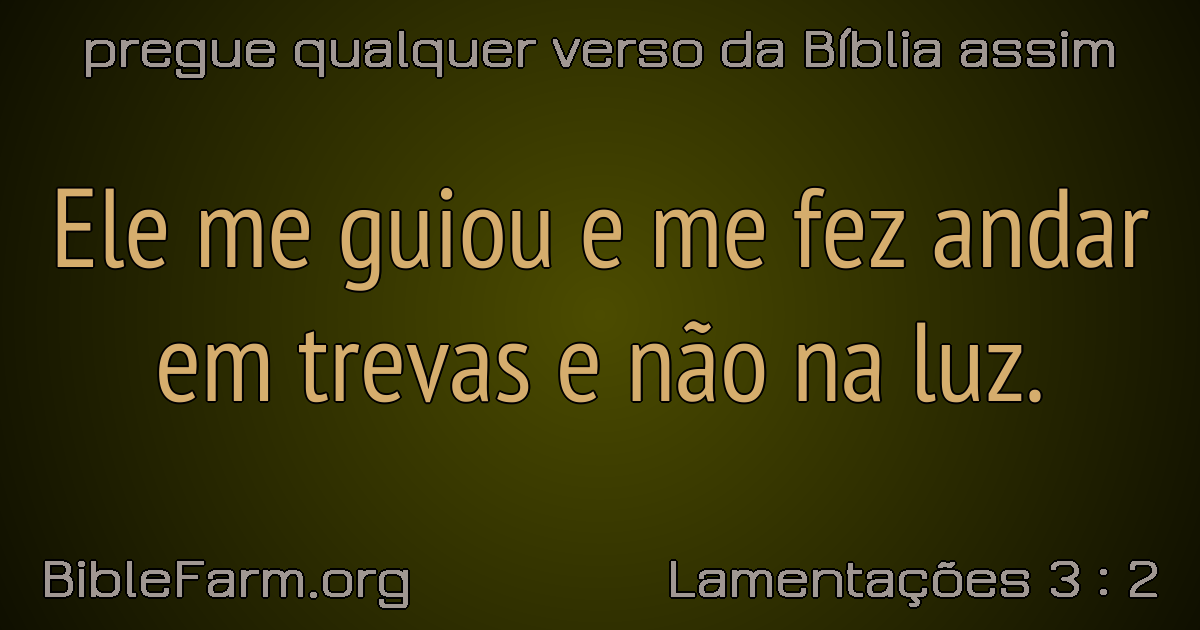 pregue qualquer verso da Bíblia assim
Ele me guiou e me fez andar
em trevas e não na luz.
BibleFarm.org
Lamentações 3 : 2